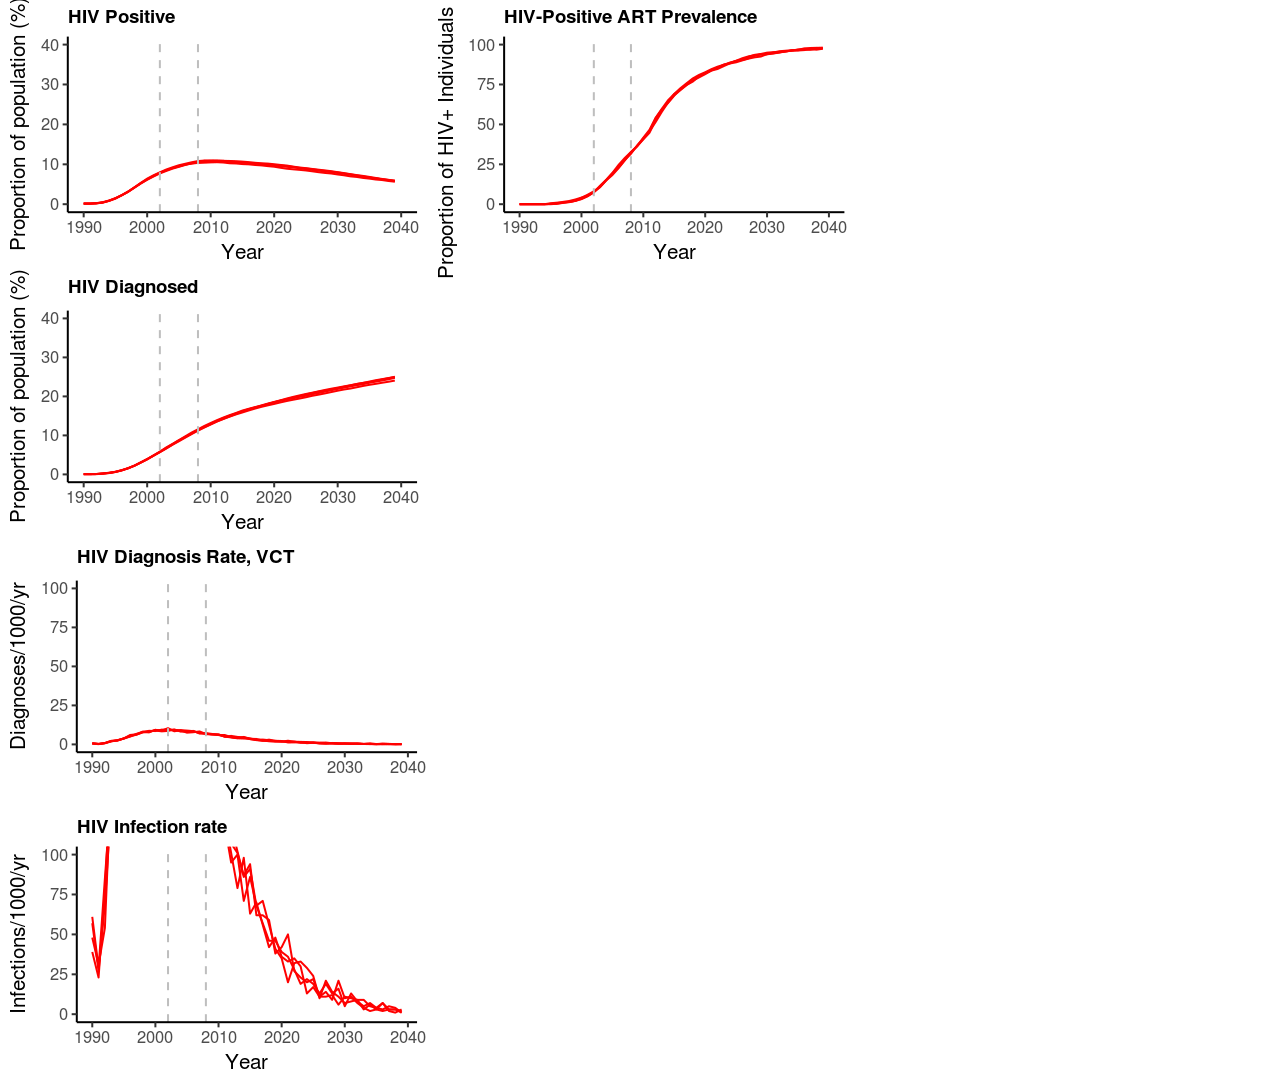 HIV Positive
Proportion of population (%)
40
30
20
10
0
1990 2000 2010 2020 2030 2040
Year
HIV-Positive ART Prevalence
Proportion of HIV+ Individuals
100
75
50
25
0
1990 2000 2010 2020 2030 2040
Year
HIV Diagnosed
Proportion of population (%)
40
30
20
10
0
1990 2000 2010 2020 2030 2040
Year
HIV Diagnosis Rate, VCT
Diagnoses/1000/yr
100
75
50
25
0
1990 2000 2010 2020 2030 2040
Year
HIV Infection rate
Infections/1000/yr
100
75
50
25
0
1990 2000 2010 2020 2030 2040
Year